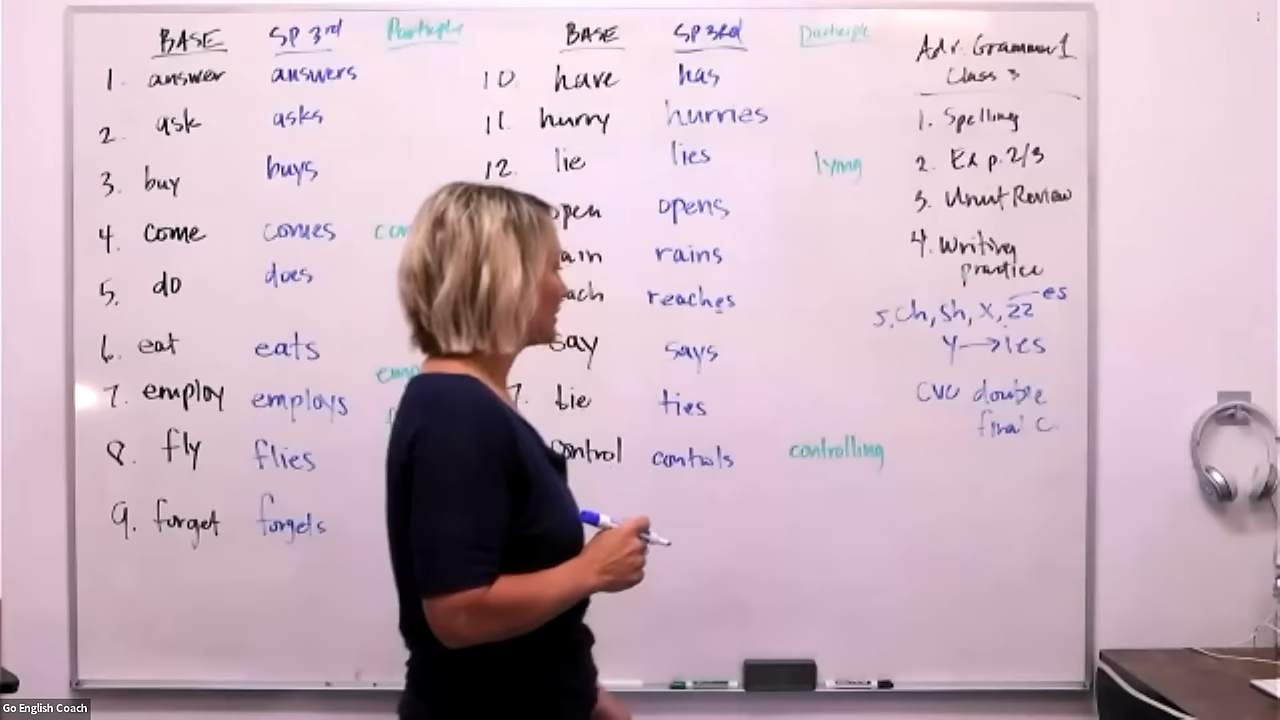 BASE SP 3rd Participle
1. answer answers
2. ask asks
3. buy buys
4. come comes
5. do does
6. eat eats
7. employ employs
8. fly flies
9. forget forgets
BASE SP 3rd Participle
10. have has
11. hurry hurries
12. lie lies lying
open opens
ain rains
ach reaches
say says
7. tie ties
control controls controlling
Adv. Grammar 1
Class 3
1. Spelling
2. Ex p. 2/3
3. Unit Review
4. Writing
practice
5. Ch, Sh, X, zz es
Y→ies
CVC double
final C
Go English Coach